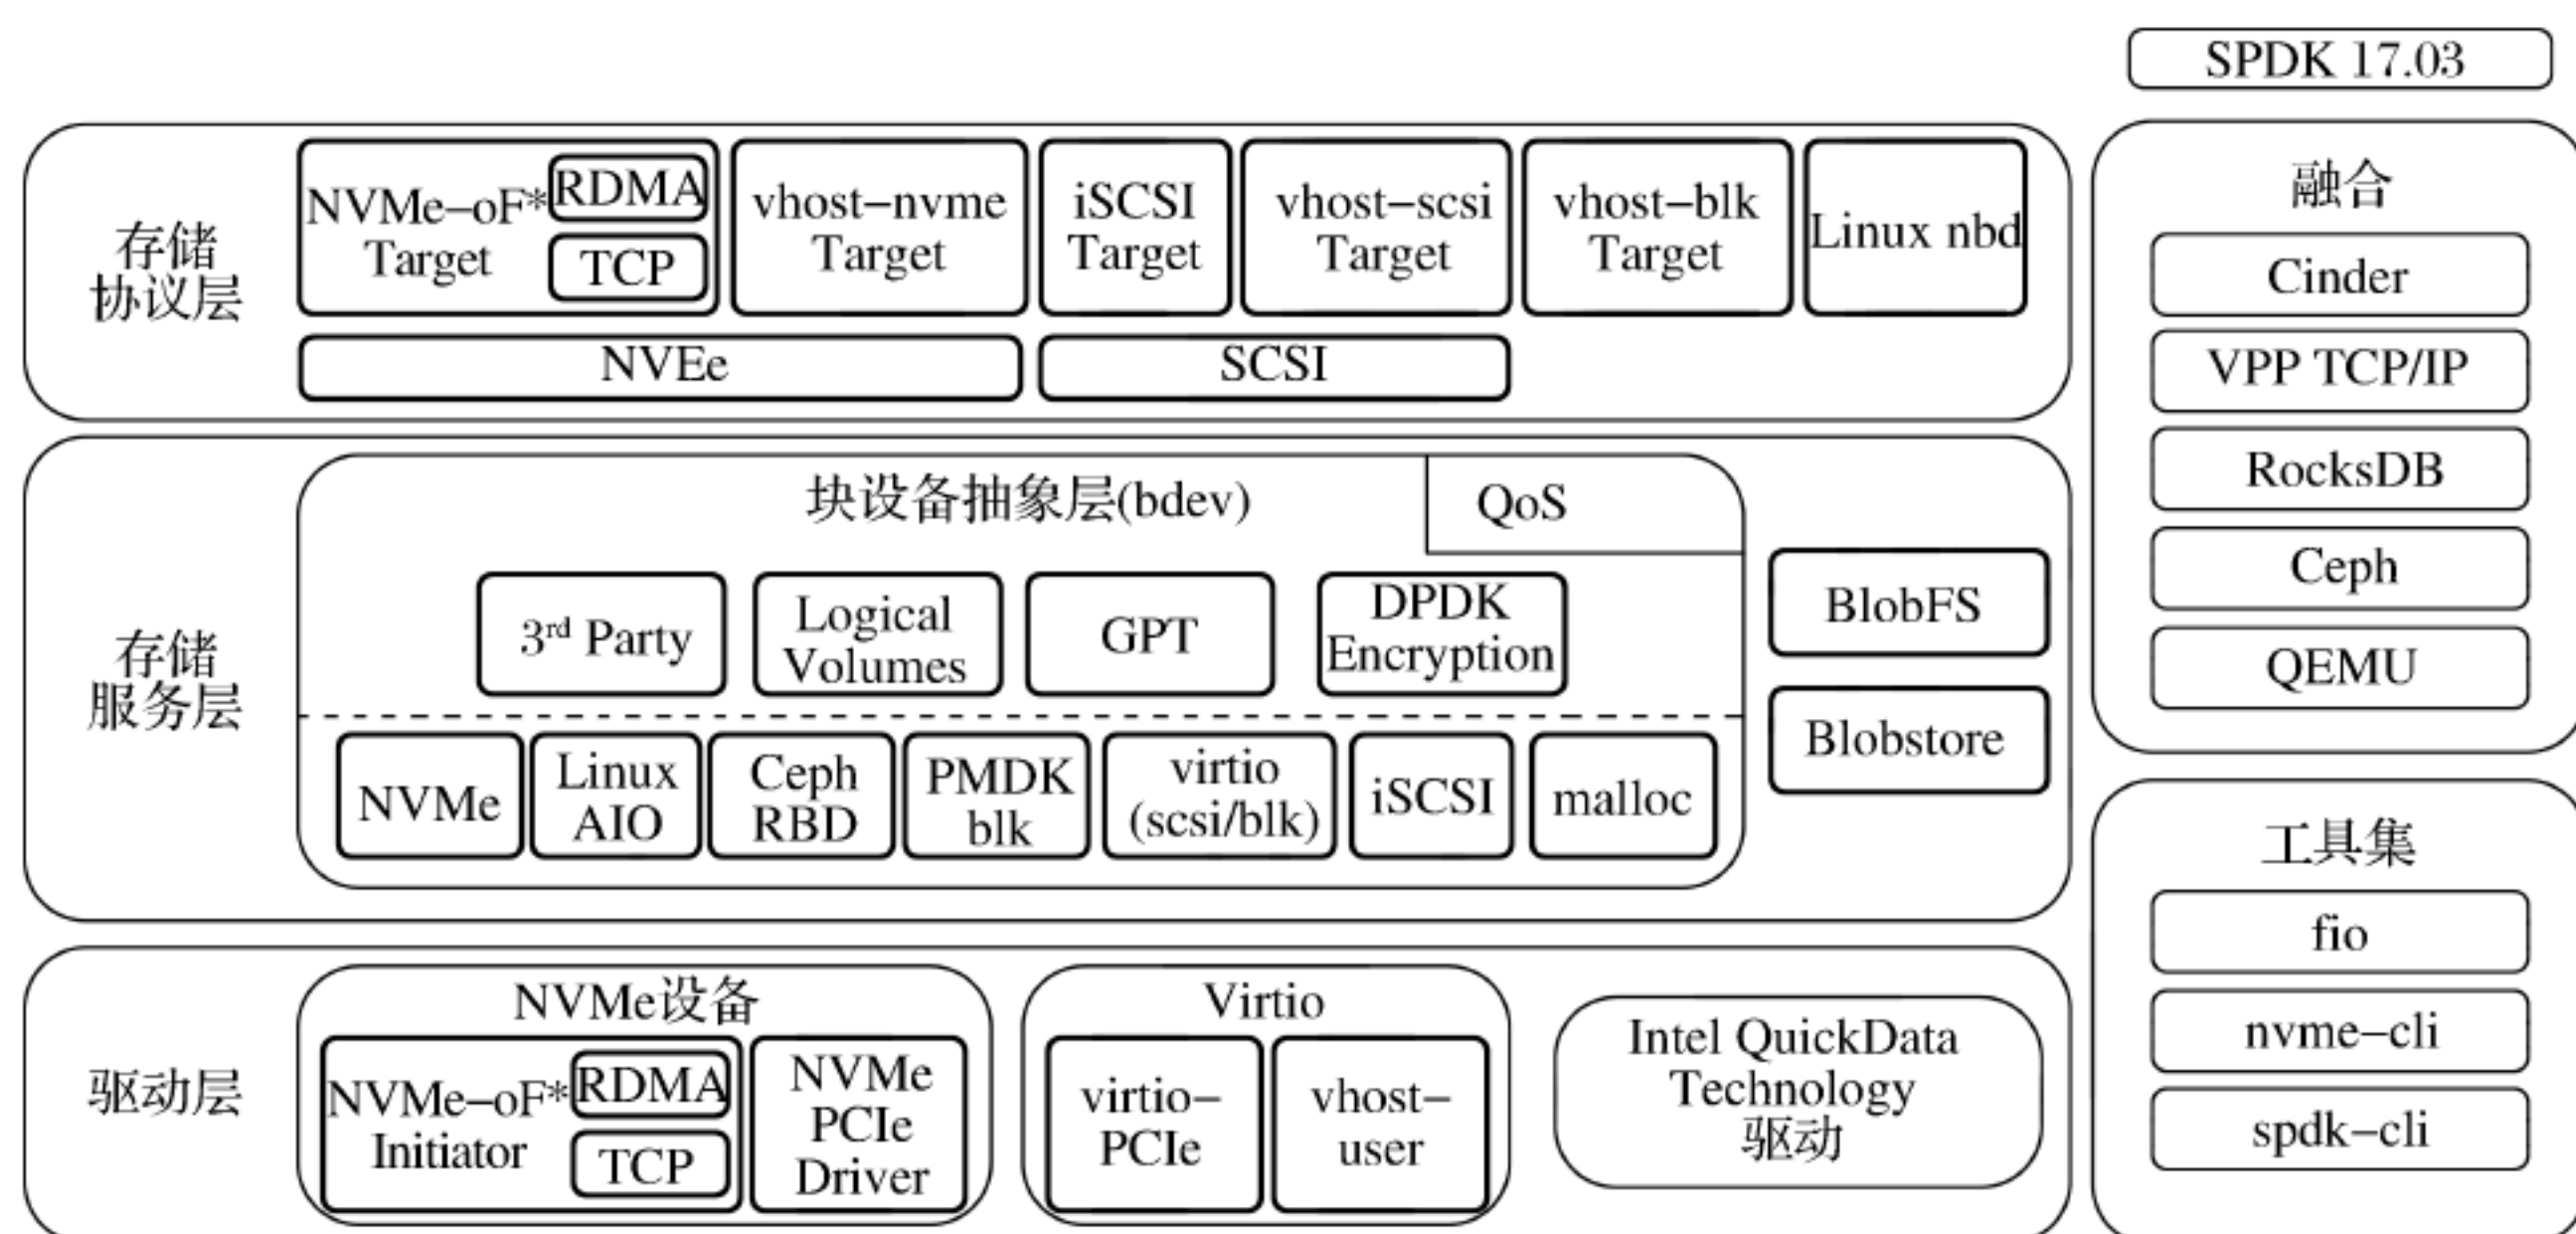 SPDK 17.03
存储
协议层
NVMe–oF*
Target
RDMA
TCP
vhost–nvme
Target
iSCSI
Target
vhost–scsi
Target
vhost–blk
Target
Linux nbd
NVEe
SCSI
存储
服务层
块设备抽象层(bdev)
QoS
3rd Party
Logical
Volumes
GPT
DPDK
Encryption
NVMe
Linux
AIO
Ceph
RBD
PMDK
blk
virtio
(scsi/blk)
iSCSI
malloc
BlobFS
Blobstore
驱动层
NVMe设备
NVMe–oF*
Initiator
RDMA
TCP
NVMe
PCIe
Driver
Virtio
virtio–
PCIe
vhost–
user
Intel QuickData
Technology
驱动
融合
Cinder
VPP TCP/IP
RocksDB
Ceph
QEMU
工具集
fio
nvme–cli
spdk–cli